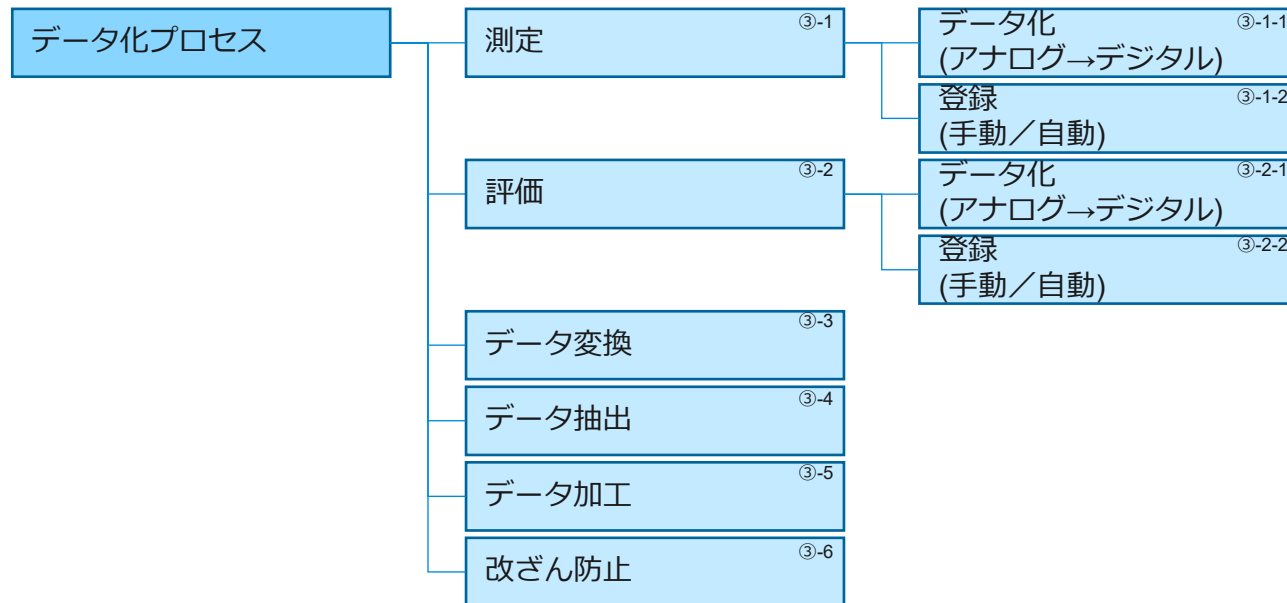 データ化プロセス
測定
③-1
データ化
(アナログ→デジタル)
③-1-1
登録
(手動／自動)
③-1-2
評価
③-2
データ化
(アナログ→デジタル)
③-2-1
登録
(手動／自動)
③-2-2
データ変換
③-3
データ抽出
③-4
データ加工
③-5
改ざん防止
③-6